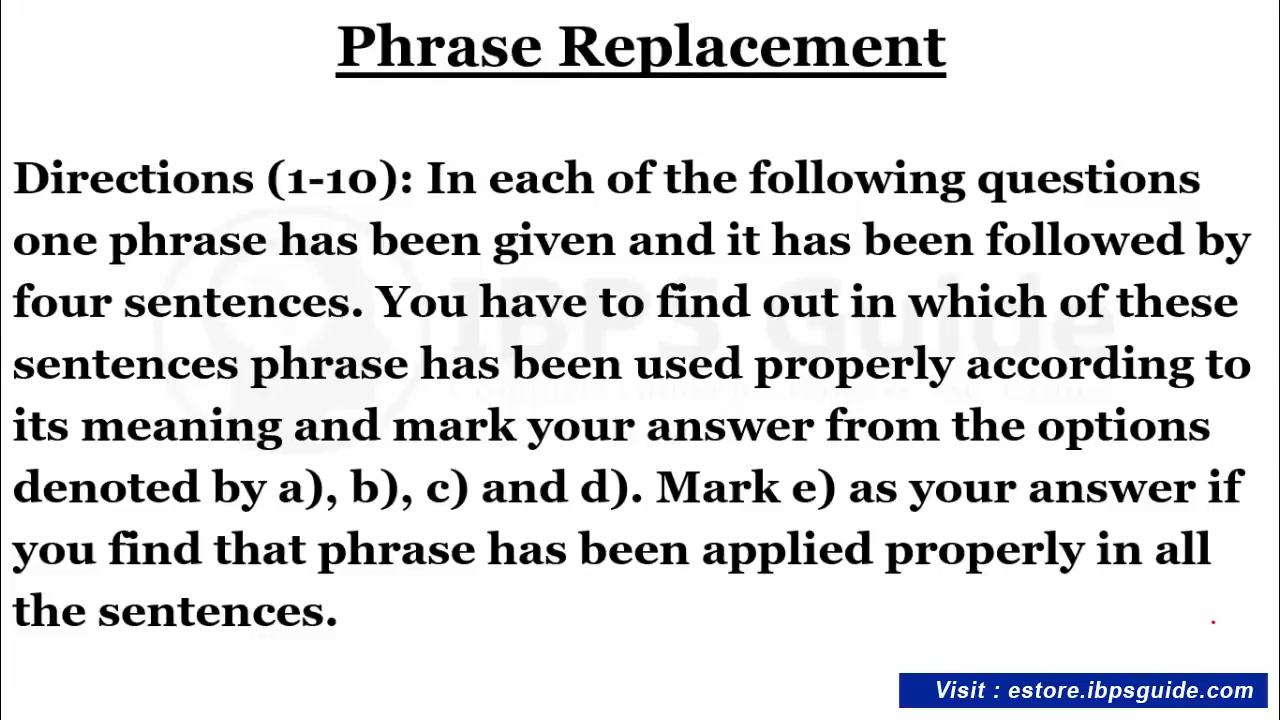 Phrase Replacement
Directions (1-10): In each of the following questions
one phrase has been given and it has been followed by
four sentences. You have to find out in which of these
sentences phrase has been used properly according to
its meaning and mark your answer from the options
denoted by a), b), c) and d). Mark e) as your answer if
you find that phrase has been applied properly in all
the sentences.
IBPS Guide
Visit : estore.ibpsguide.com